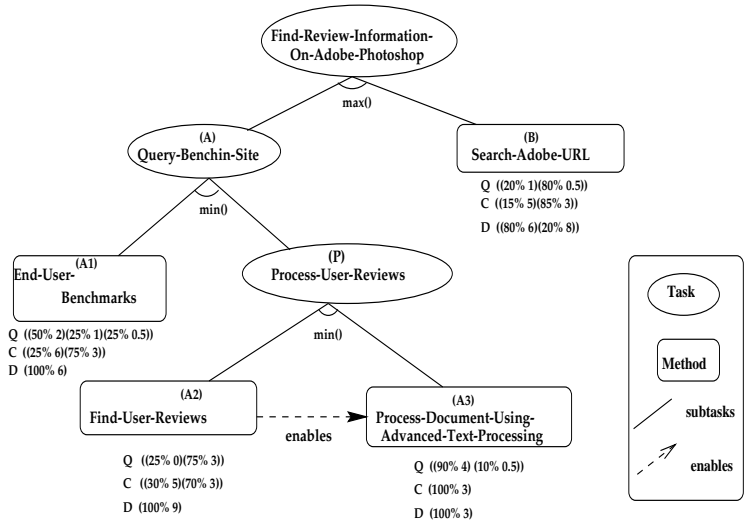 Find-Review-Information-
On-Adobe-Photoshop
max()
(A)
Query-Benchin-Site
(B)
Search-Adobe-URL
Q ((20% 1)(80% 0.5))
C ((15% 5)(85% 3))
D ((80% 6)(20% 8))
min()
(A1)
End-User-
Benchmarks
Q ((50% 2)(25% 1)(25% 0.5))
C ((25% 6)(75% 3))
D (100% 6)
(P)
Process-User-Reviews
min()
(A2)
Find-User-Reviews
enables
(A3)
Process-Document-Using-
Advanced-Text-Processing
Q ((25% 0)(75% 3))
C ((30% 5)(70% 3))
D (100% 9)
Q ((90% 4) (10% 0.5))
C (100% 3)
D (100% 3)
Task
Method
subtasks
enables